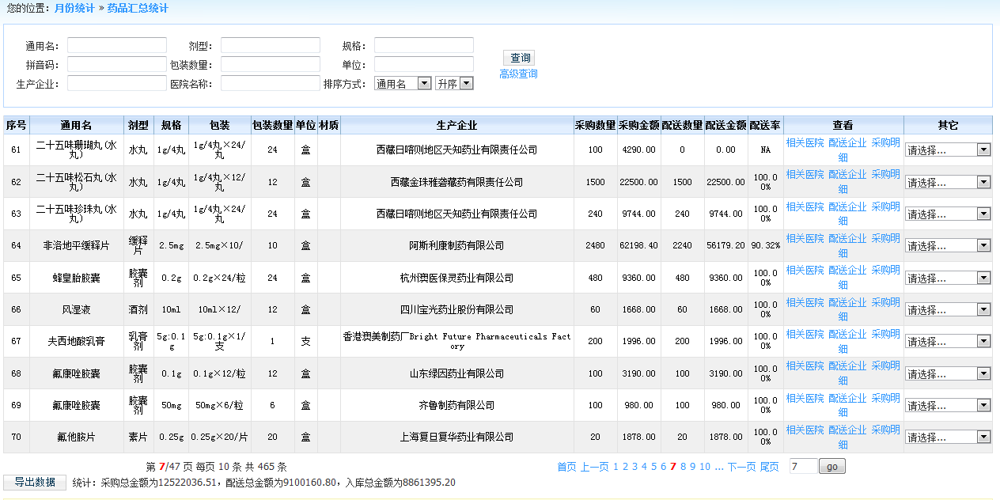 您的位置：月份统计 » 药品汇总统计
通用名： 剂型： 规格：
拼音码： 包装数量： 单位： 查询
高级查询
生产企业： 医院名称： 排序方式： 通用名 升序
序号 通用名 剂型 规格 包装 包装数量 单位 材质 生产企业 采购数量 采购金额 配送数量 配送金额 配送率 查看 其它
61 二十五味珊瑚丸(水丸) 水丸 1g/4丸 1g/4丸×24/丸 24 盒 西藏日喀则地区天知药业有限责任公司 100 4290.00 0 0.00 NA 相关医院 配送企业 采购明细 请选择...
62 二十五味松石丸(水丸) 水丸 1g/4丸 1g/4丸×12/丸 12 盒 西藏金珠雅砻藏药有限责任公司 1500 22500.00 1500 22500.00 100.00% 相关医院 配送企业 采购明细 请选择...
63 二十五味珍珠丸(水丸) 水丸 1g/4丸 1g/4丸×24/丸 24 盒 西藏日喀则地区天知药业有限责任公司 240 9744.00 240 9744.00 100.00% 相关医院 配送企业 采购明细 请选择...
64 非洛地平缓释片 缓释片 2.5mg 2.5mg×10/ 10 盒 阿斯利康制药有限公司 2480 62198.40 2240 56179.20 90.32% 相关医院 配送企业 采购明细 请选择...
65 蜂皇胎胶囊 胶囊剂 0.2g 0.2g×24/粒 24 盒 杭州澳医保灵药业有限公司 480 9360.00 480 9360.00 100.00% 相关医院 配送企业 采购明细 请选择...
66 风湿液 酒剂 10ml 10ml×12/ 12 盒 四川宝光药业股份有限公司 60 1668.00 60 1668.00 100.00% 相关医院 配送企业 采购明细 请选择...
67 夫西地酸乳膏 乳膏剂 5g:0.1g 5g:0.1g×1/支 1 支 香港澳美制药厂Bright Future Pharmaceuticals Factory 200 1996.00 200 1996.00 100.00% 相关医院 配送企业 采购明细 请选择...
68 氟康唑胶囊 胶囊剂 0.1g 0.1g×12/粒 12 盒 山东绿因药业有限公司 100 3190.00 100 3190.00 100.00% 相关医院 配送企业 采购明细 请选择...
69 氟康唑胶囊 胶囊剂 50mg 50mg×6/粒 6 盒 齐鲁制药有限公司 100 980.00 100 980.00 100.00% 相关医院 配送企业 采购明细 请选择...
70 氟他胺片 素片 0.25g 0.25g×20/片 20 盒 上海复旦复华药业有限公司 20 1878.00 20 1878.00 100.00% 相关医院 配送企业 采购明细 请选择...
第 7/47 页 每页 10 条 共 465 条 首页 上一页 1 2 3 4 5 6 7 8 9 10 ... 下一页 尾页 7 go
导出数据 统计：采购总金额为12522036.51，配送总金额为9100160.80，入库总金额为8861395.20